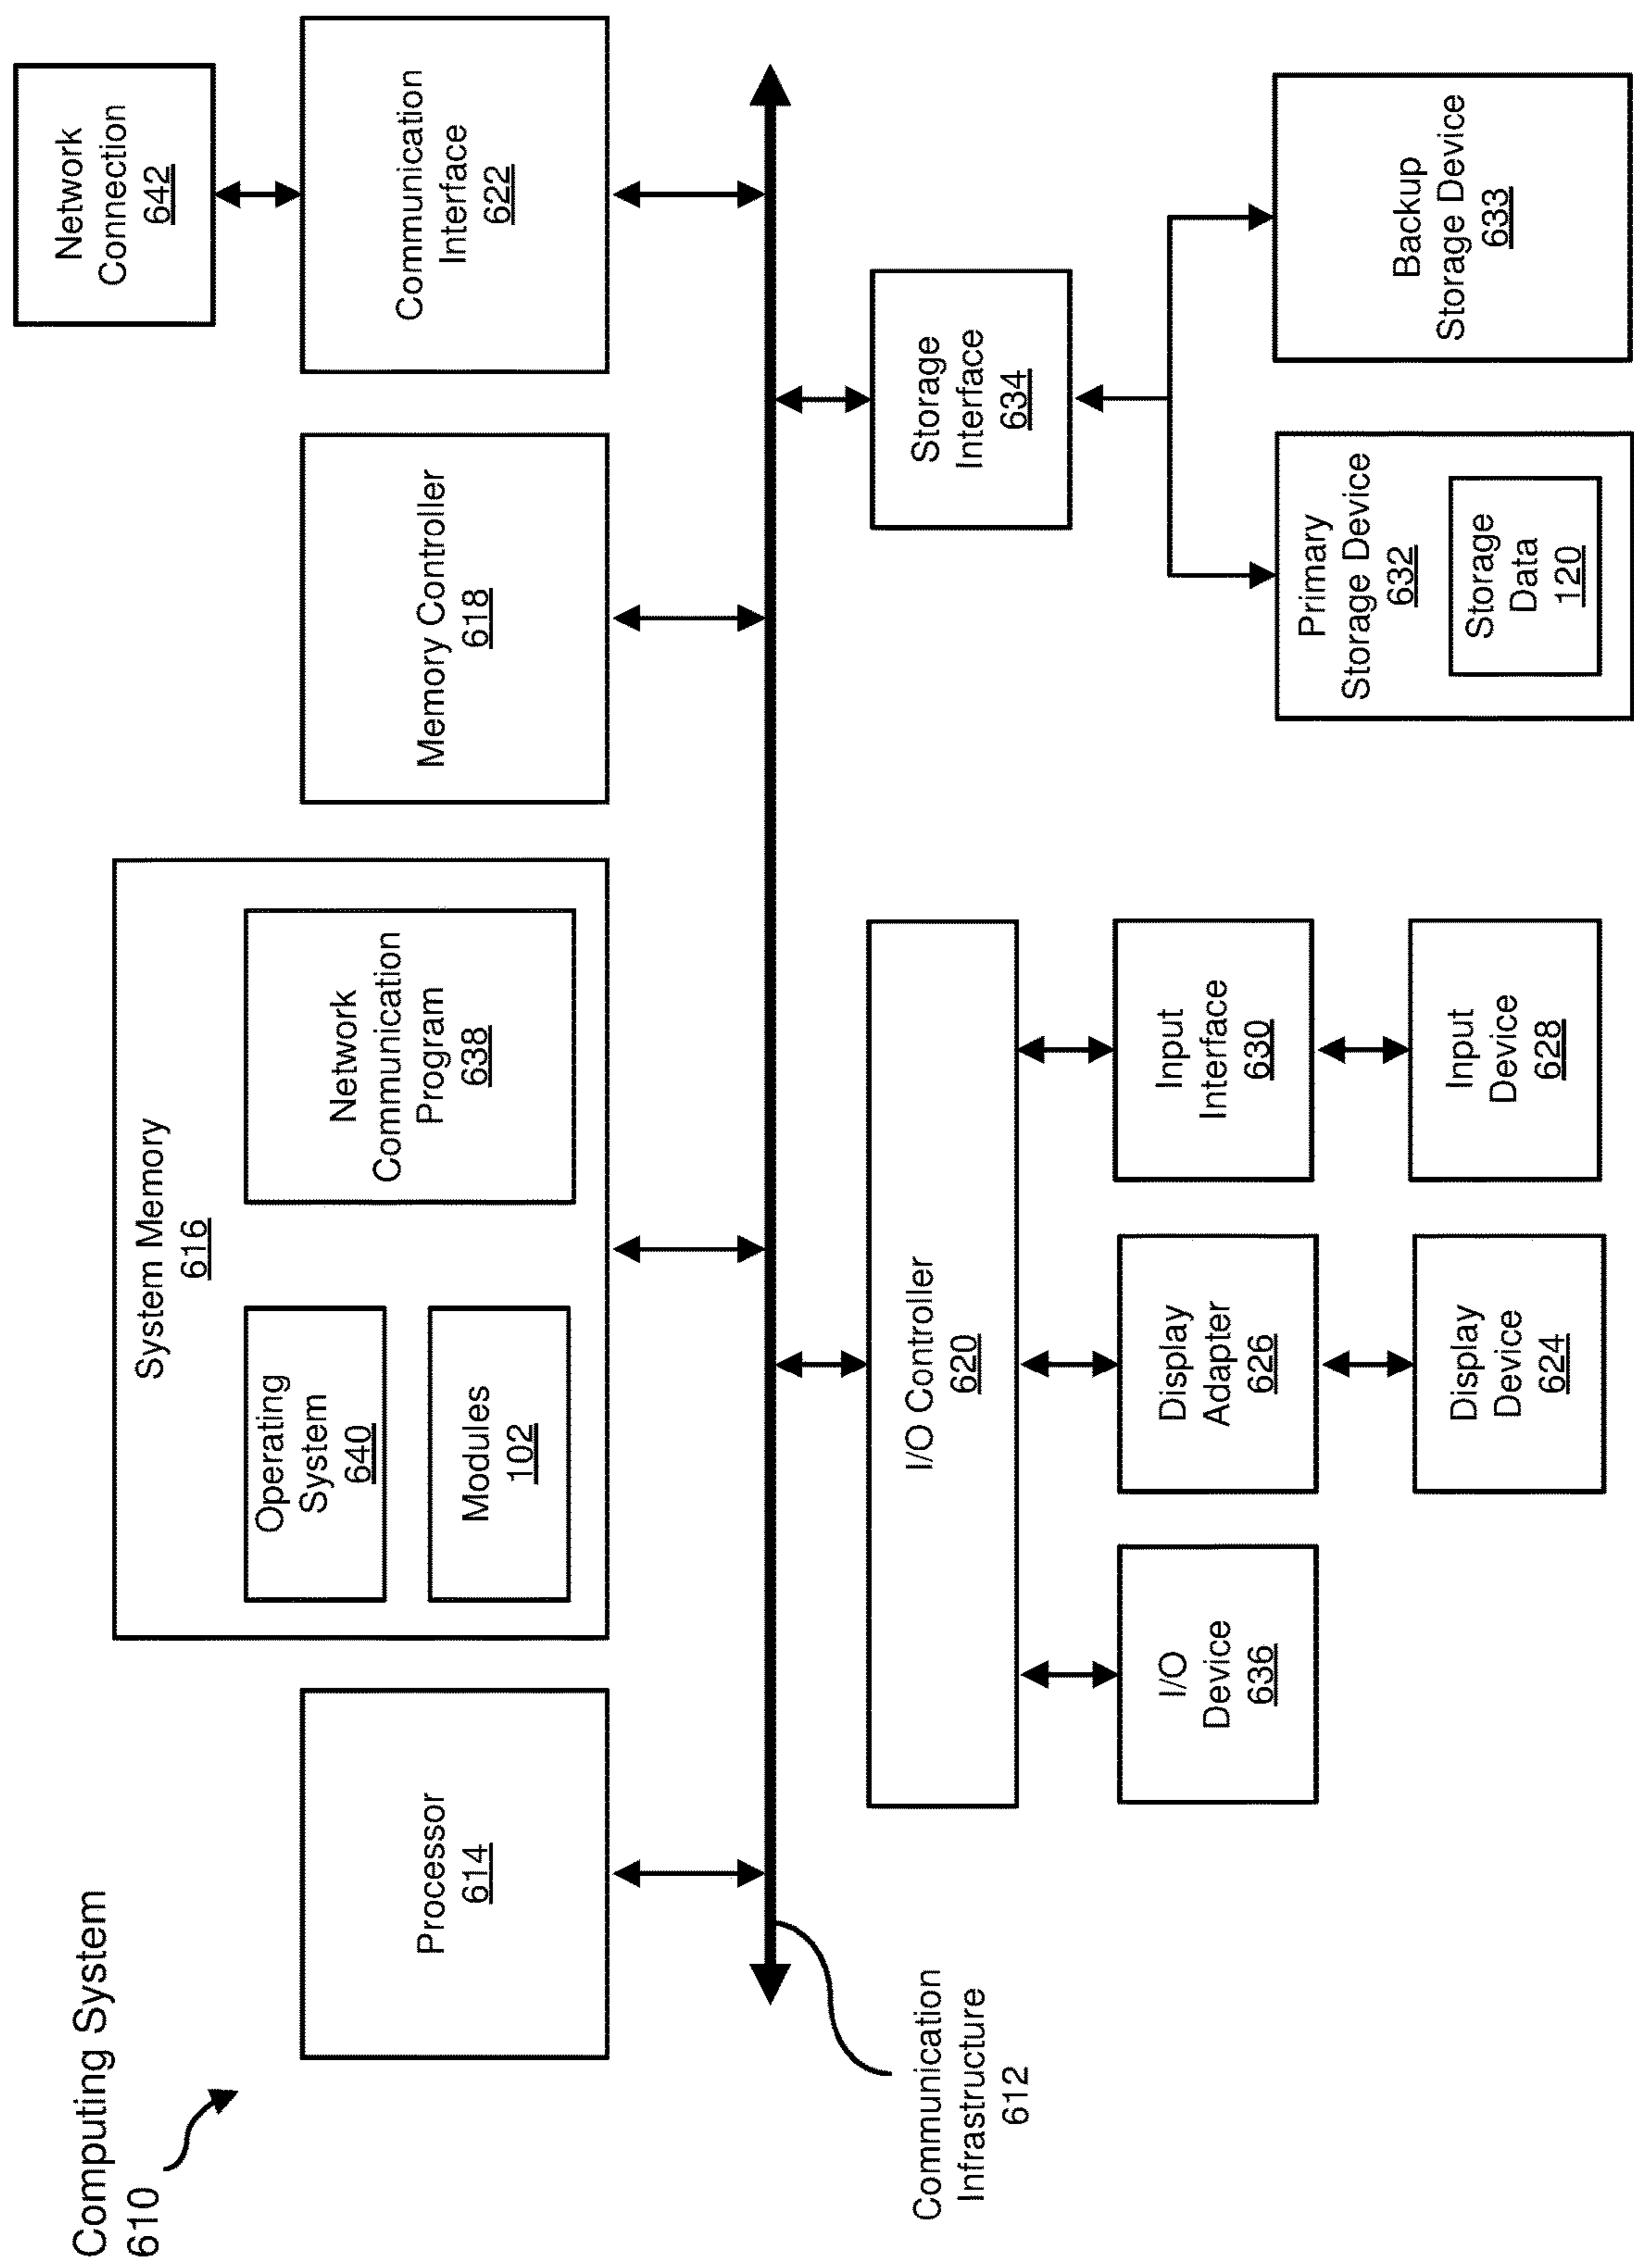 Computing System
610
Processor
614
System Memory
616
Operating
System
640
Modules
102
Network
Communication
Program
638
Memory Controller
618
Network
Connection
642
Communication
Interface
622
Communication
Infrastructure
612
I/O Controller
620
I/O
Device
636
Display
Adapter
626
Input
Interface
630
Display
Device
624
Input
Device
628
Storage
Interface
634
Primary
Storage Device
632
Storage
Data
120
Backup
Storage Device
633